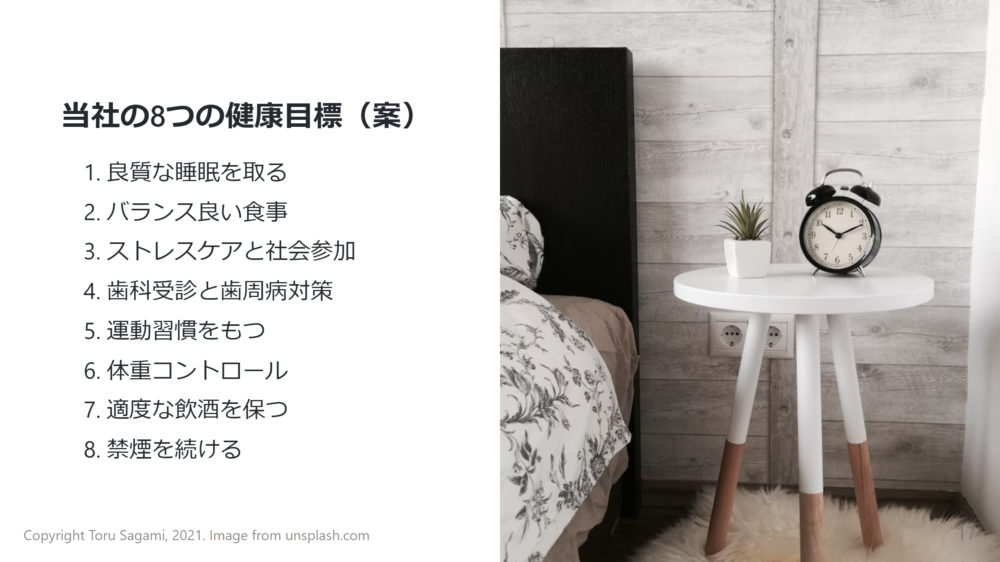 当社の8つの健康目標（案）
1. 良質な睡眠を取る
2. バランス良い食事
3. ストレスケアと社会参加
4. 歯科受診と歯周病対策
5. 運動習慣をもつ
6. 体重コントロール
7. 適度な飲酒を保つ
8. 禁煙を続ける
Copyright Toru Sagami, 2021. Image from unsplash.com
12
1
2
3
4
5
6
7
8
9
10
11
17